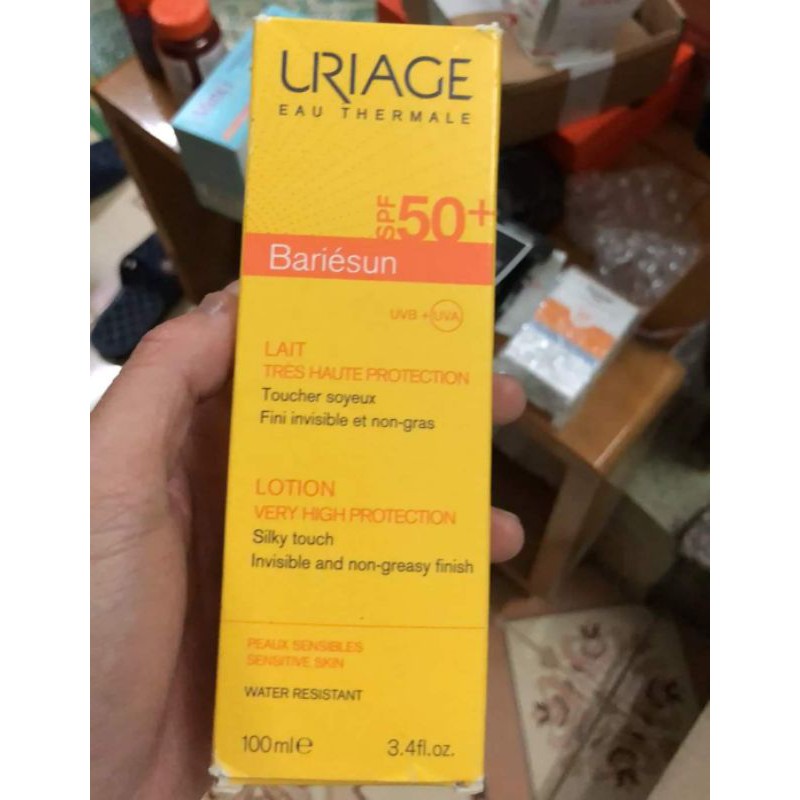 URIAGE
EAU THERMALE
SPF 50+
Bariésun
UVB + UVA
LAIT
TRÈS HAUTE PROTECTION
Toucher soyeux
Fini invisible et non-gras
LOTION
VERY HIGH PROTECTION
Silky touch
Invisible and non-greasy finish
PEAUX SENSIBLES
SENSITIVE SKIN
WATER RESISTANT
100ml℮ 3.4fl.oz.